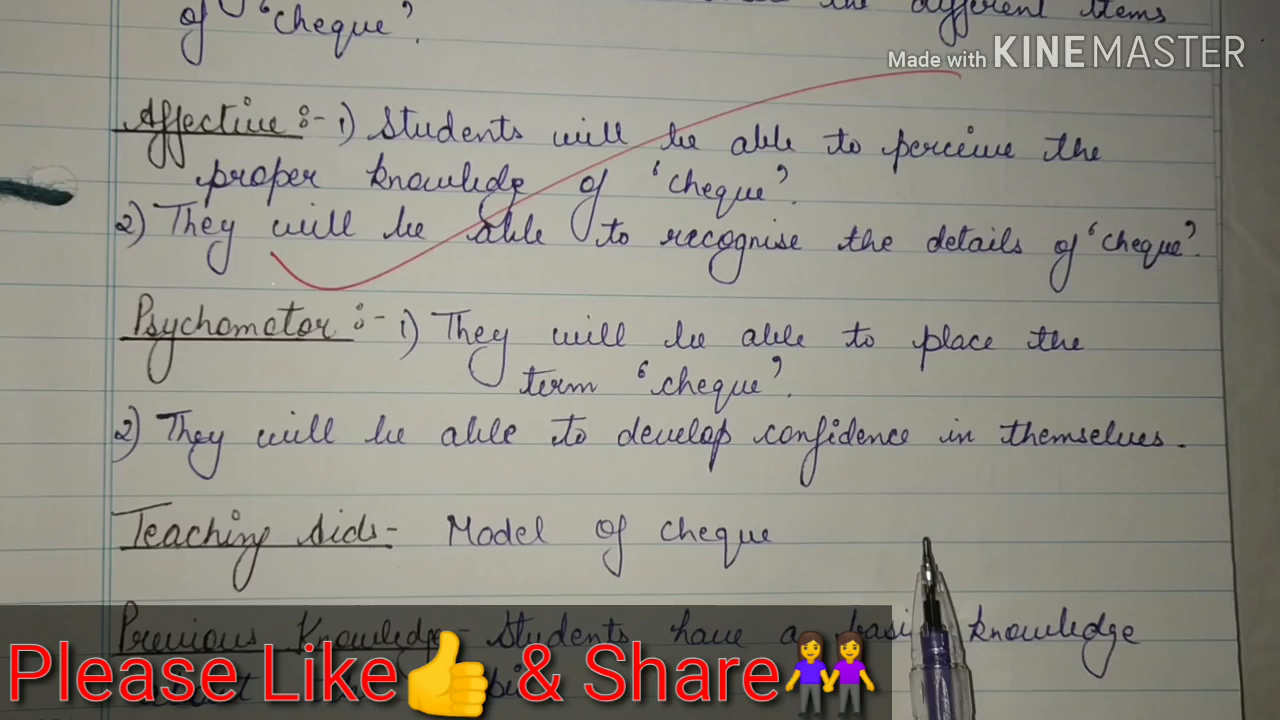 the different items
of 'cheque'.
Made with KINEMASTER
Affective :- 1) Students will be able to perceive the
proper knowledge of 'cheque'.
2) They will be able to recognise the details of 'cheque'.
Psychomotor :- 1) They will be able to place the
term 'cheque'.
2) They will be able to develop confidence in themselves.
Teaching Aids - Model of cheque
Previous Knowledge - Students have a basic knowledge
Please Like & Share